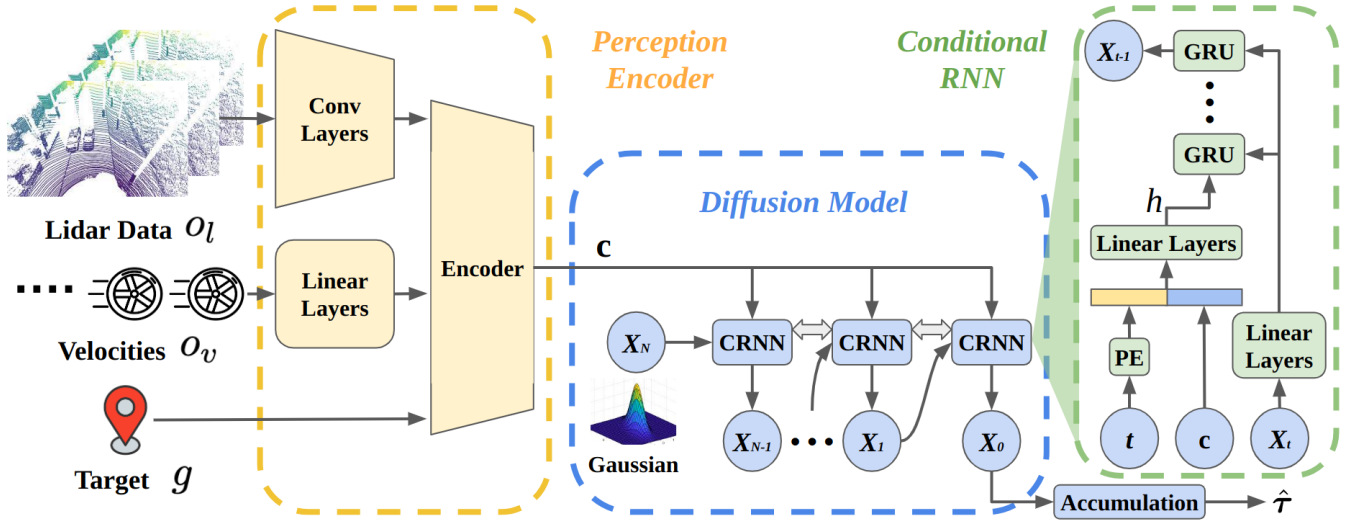 Perception
Encoder
Conditional
RNN
Conv
Layers
Lidar Data o_l
Linear
Layers
Encoder
Velocities o_v
Target g
c
Diffusion Model
X_N
CRNN
CRNN
CRNN
Gaussian
X_{N-1}
X_1
X_0
X_{t-1}
GRU
GRU
h
Linear Layers
PE
Linear
Layers
t
c
X_t
Accumulation
τ̂